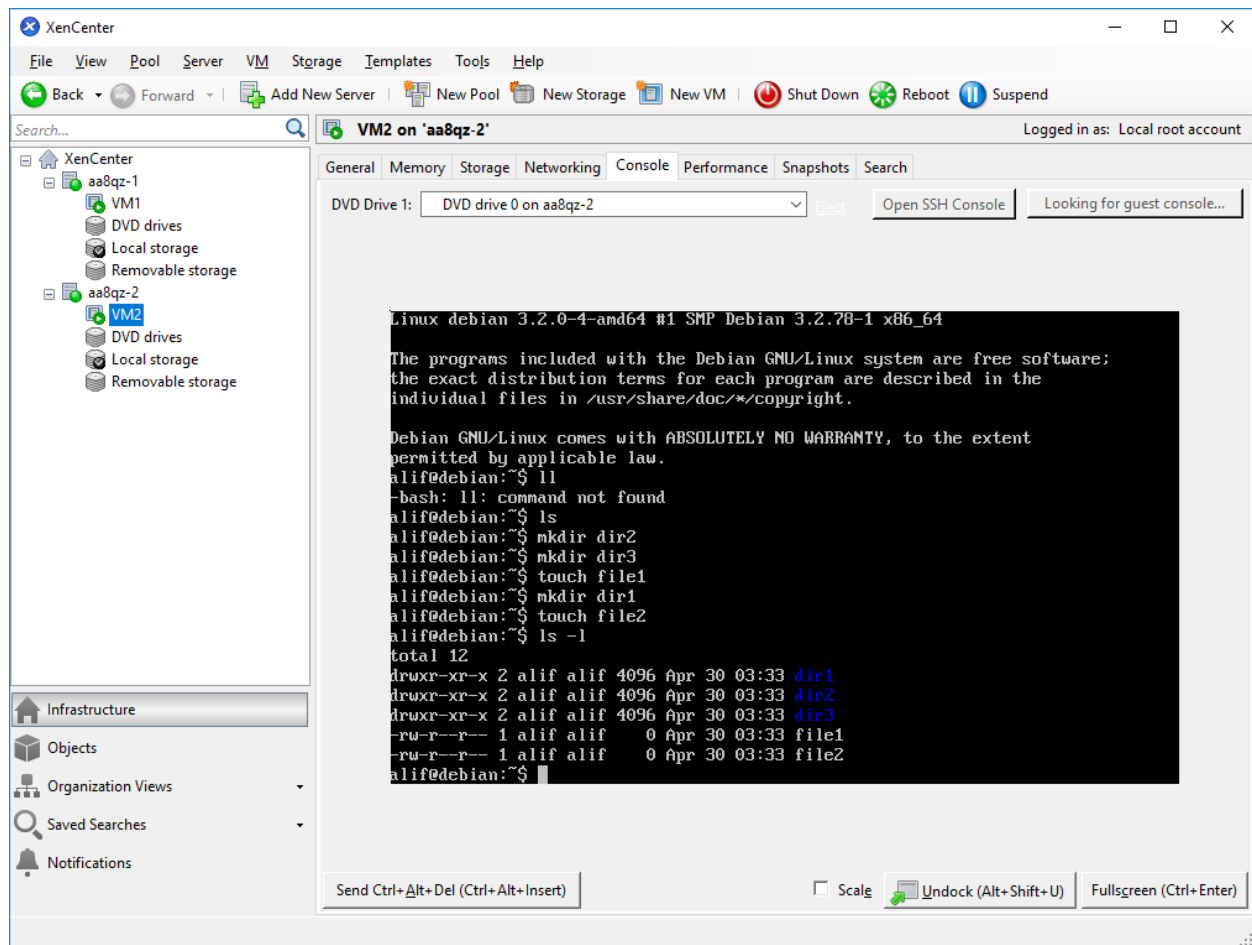 XenCenter
File View Pool Server VM Storage Templates Tools Help
Back Forward Add New Server New Pool New Storage New VM Shut Down Reboot Suspend
Search...
VM2 on 'aa8qz-2' Logged in as: Local root account
XenCenter
aa8qz-1
VM1
DVD drives
Local storage
Removable storage
aa8qz-2
VM2
DVD drives
Local storage
Removable storage
General Memory Storage Networking Console Performance Snapshots Search
DVD Drive 1: DVD drive 0 on aa8qz-2 Eject Open SSH Console Looking for guest console...
Linux debian 3.2.0-4-amd64 #1 SMP Debian 3.2.78-1 x86_64
The programs included with the Debian GNU/Linux system are free software;
the exact distribution terms for each program are described in the
individual files in /usr/share/doc/*/copyright.
Debian GNU/Linux comes with ABSOLUTELY NO WARRANTY, to the extent
permitted by applicable law.
alif@debian:~$ ll
-bash: ll: command not found
alif@debian:~$ ls
alif@debian:~$ mkdir dir2
alif@debian:~$ mkdir dir3
alif@debian:~$ touch file1
alif@debian:~$ mkdir dir1
alif@debian:~$ touch file2
alif@debian:~$ ls -l
total 12
drwxr-xr-x 2 alif alif 4096 Apr 30 03:33 dir1
drwxr-xr-x 2 alif alif 4096 Apr 30 03:33 dir2
drwxr-xr-x 2 alif alif 4096 Apr 30 03:33 dir3
-rw-r--r-- 1 alif alif    0 Apr 30 03:33 file1
-rw-r--r-- 1 alif alif    0 Apr 30 03:33 file2
alif@debian:~$
Infrastructure
Objects
Organization Views
Saved Searches
Notifications
Send Ctrl+Alt+Del (Ctrl+Alt+Insert) Scale Undock (Alt+Shift+U) Fullscreen (Ctrl+Enter)